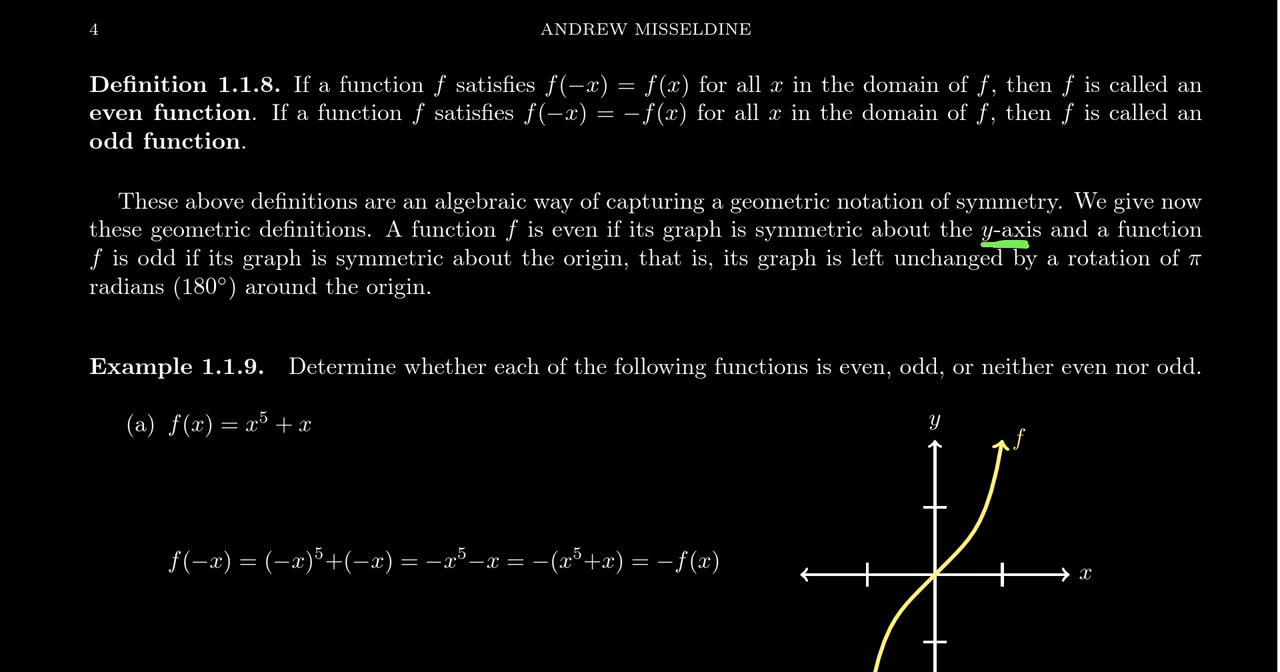 4 ANDREW MISSELDINE
Definition 1.1.8. If a function f satisfies f(−x) = f(x) for all x in the domain of f, then f is called an
even function. If a function f satisfies f(−x) = −f(x) for all x in the domain of f, then f is called an
odd function.
These above definitions are an algebraic way of capturing a geometric notation of symmetry. We give now
these geometric definitions. A function f is even if its graph is symmetric about the y-axis and a function
f is odd if its graph is symmetric about the origin, that is, its graph is left unchanged by a rotation of π
radians (180°) around the origin.
Example 1.1.9. Determine whether each of the following functions is even, odd, or neither even nor odd.
(a) f(x) = x⁵ + x
y
f
f(−x) = (−x)⁵+(−x) = −x⁵−x = −(x⁵+x) = −f(x)
x